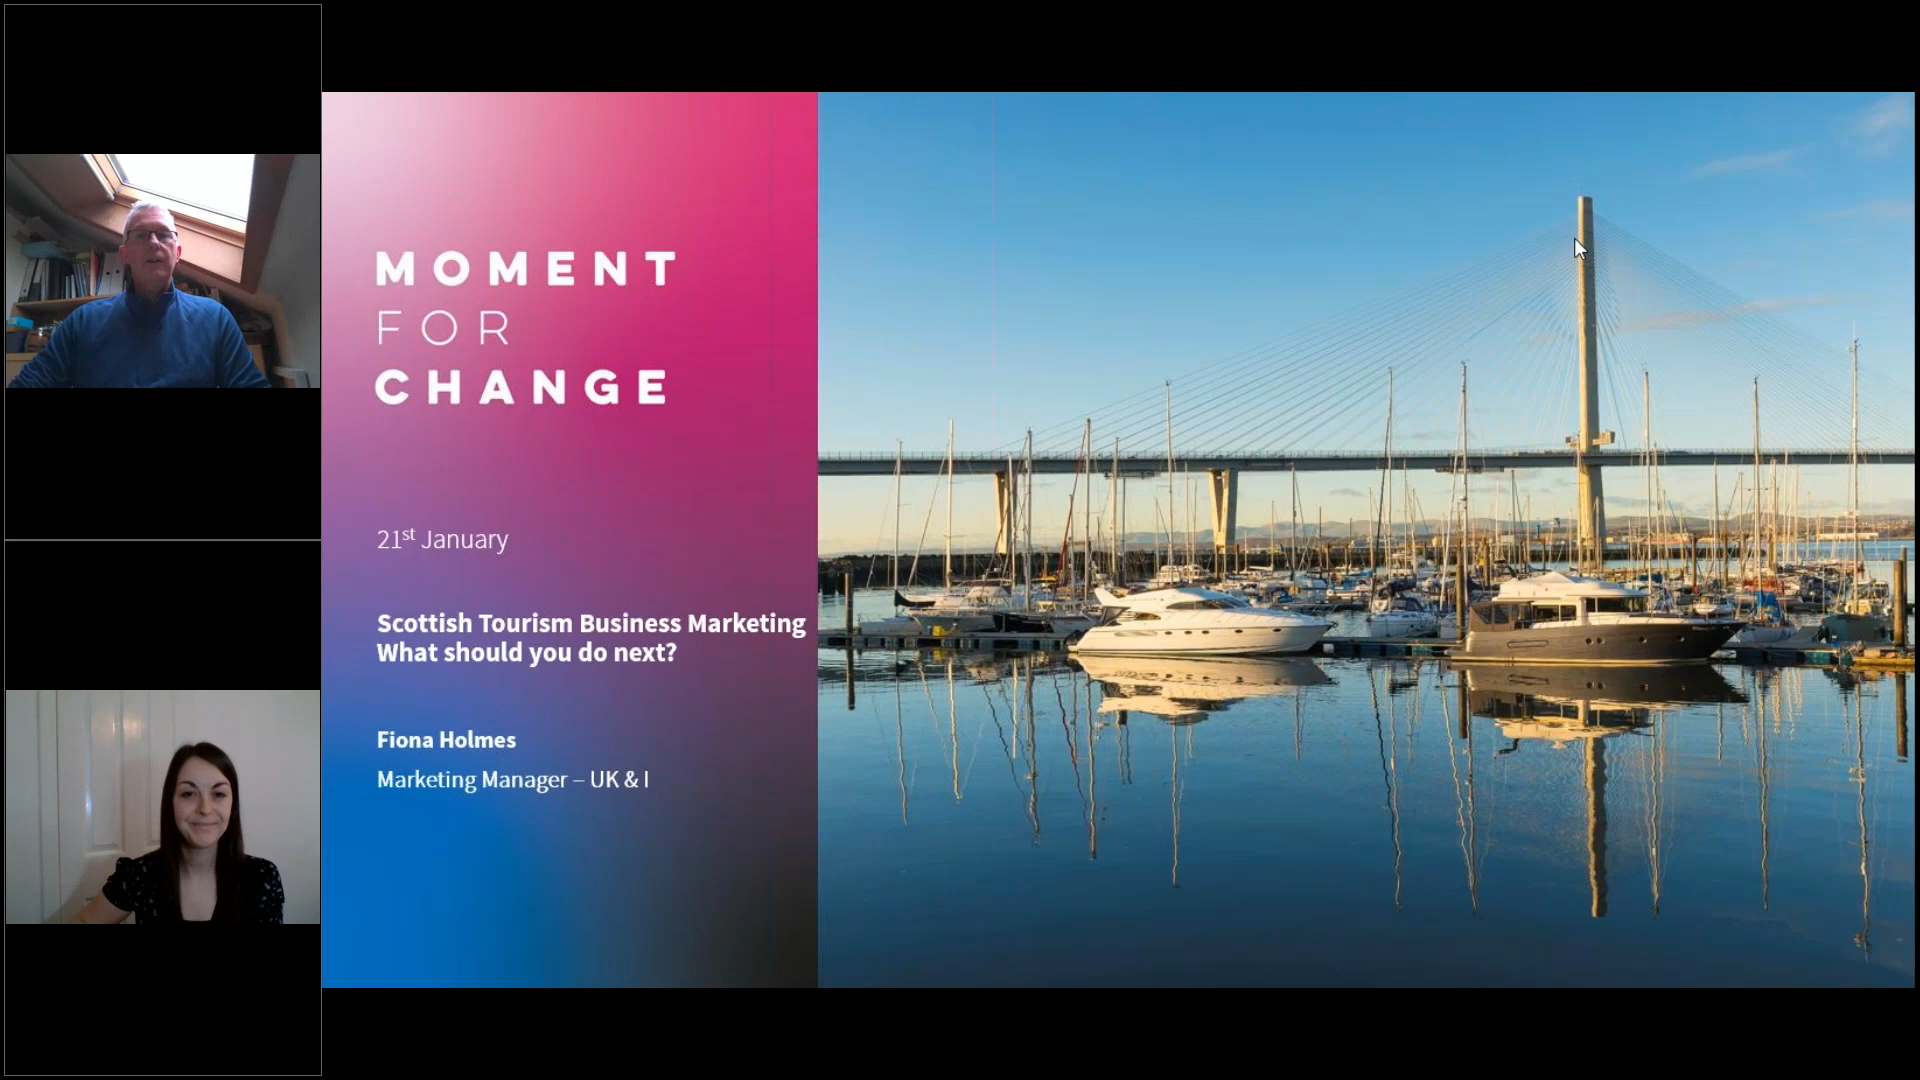 MOMENT
FOR
CHANGE
21st January
Scottish Tourism Business Marketing
What should you do next?
Fiona Holmes
Marketing Manager – UK & I